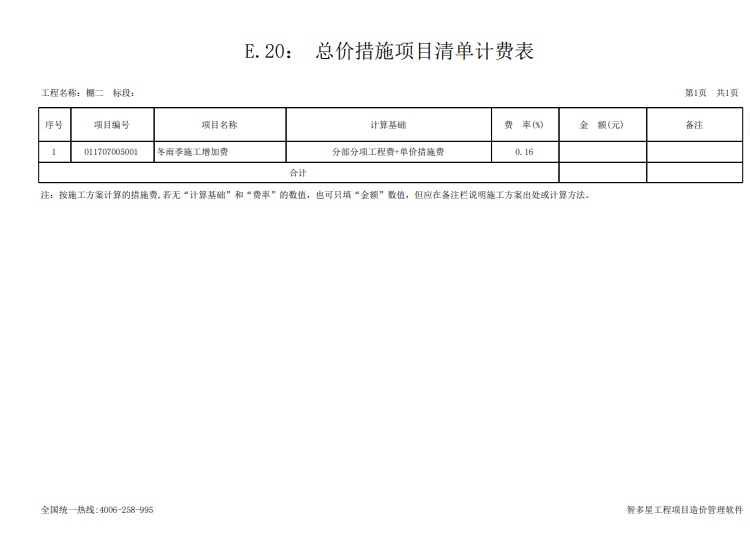 E.20： 总价措施项目清单计费表
工程名称：棚二 标段： 第1页 共1页
序号 项目编号 项目名称 计算基础 费 率(%) 金 额(元) 备注
1 011707005001 冬雨季施工增加费 分部分项工程费+单价措施费 0.16
合计
注：按施工方案计算的措施费,若无“计算基础”和“费率”的数值，也可只填“金额”数值，但应在备注栏说明施工方案出处或计算方法。
全国统一热线:4006-258-995 智多星工程项目造价管理软件